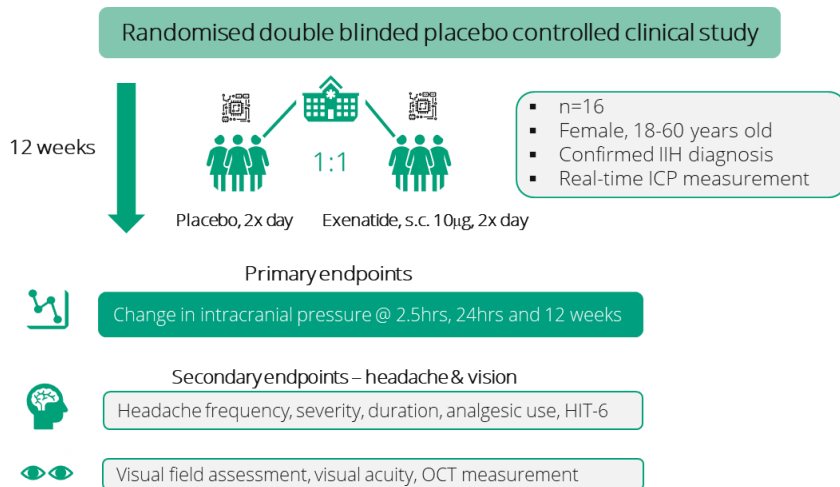 Randomised double blinded placebo controlled clinical study
12 weeks
1:1
Placebo, 2x day
Exenatide, s.c. 10µg, 2x day
▪ n=16
▪ Female, 18-60 years old
▪ Confirmed IIH diagnosis
▪ Real-time ICP measurement
Primary endpoints
Change in intracranial pressure @ 2.5hrs, 24hrs and 12 weeks
Secondary endpoints – headache & vision
Headache frequency, severity, duration, analgesic use, HIT-6
Visual field assessment, visual acuity, OCT measurement